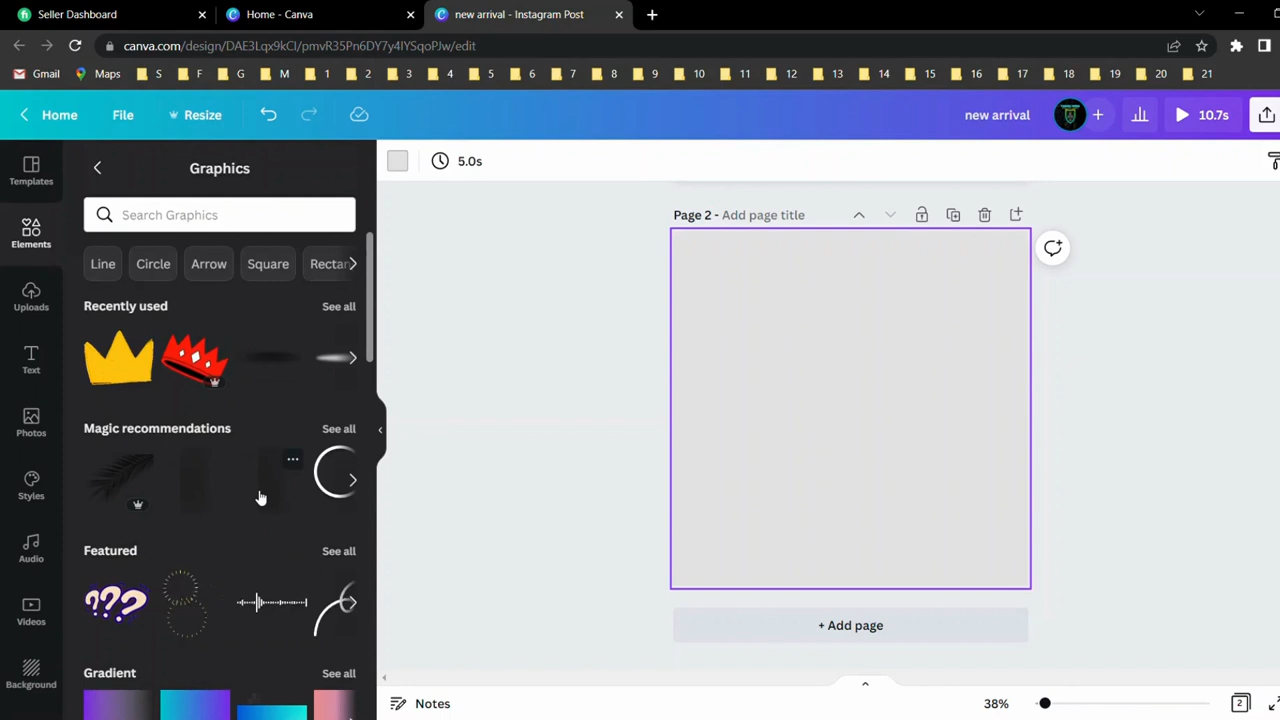 Seller Dashboard
Home - Canva
new arrival - Instagram Post
canva.com/design/DAE3Lqx9kCI/pmvR35Pn6DY7y4IYSqoPJw/edit
Gmail Maps S F G M 1 2 3 4 5 6 7 8 9 10 11 12 13 14 15 16 17 18 19 20 21
Home File Resize new arrival 10.7s
Templates
Elements
Uploads
Text
Photos
Styles
Audio
Videos
Background
Graphics
Search Graphics
Line Circle Arrow Square Rectan
Recently used See all
Magic recommendations See all
Featured See all
???
Gradient See all
5.0s
Page 2 - Add page title
+ Add page
Notes 38% 2